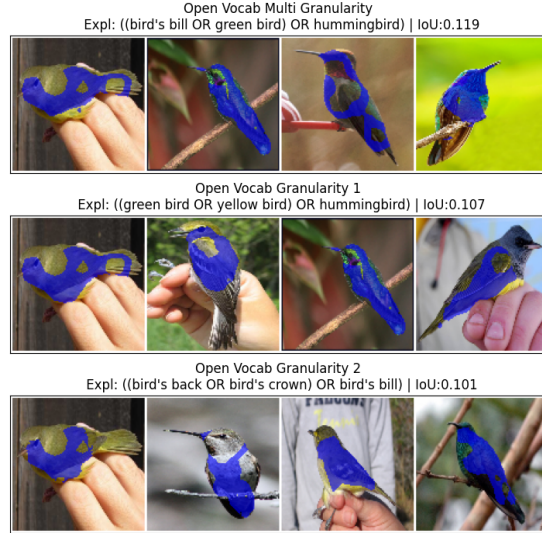 Open Vocab Multi Granularity
Expl: ((bird's bill OR green bird) OR hummingbird) | IoU:0.119
Open Vocab Granularity 1
Expl: ((green bird OR yellow bird) OR hummingbird) | IoU:0.107
Open Vocab Granularity 2
Expl: ((bird's back OR bird's crown) OR bird's bill) | IoU:0.101